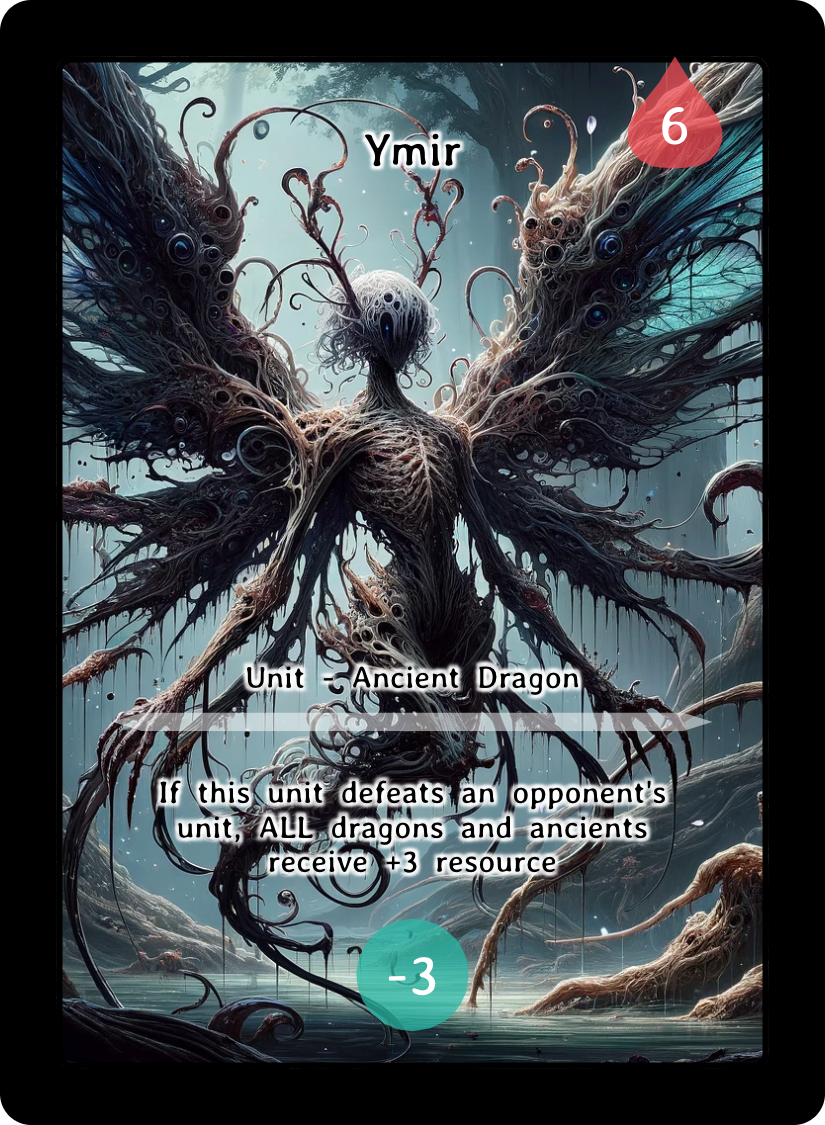 6
Ymir
Unit - Ancient Dragon
If this unit defeats an opponent's
unit, ALL dragons and ancients
receive +3 resource
-3